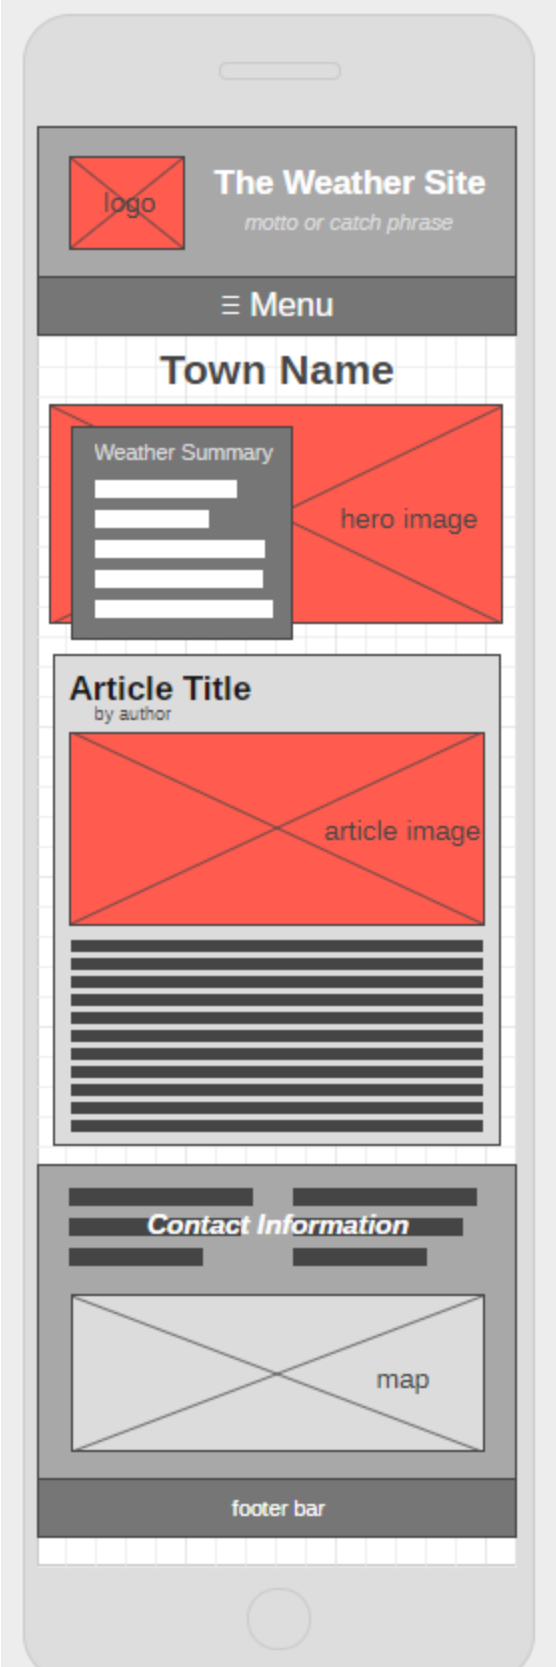 logo
The Weather Site
motto or catch phrase
☰ Menu
Town Name
Weather Summary
hero image
Article Title
by author
article image
Contact Information
map
footer bar